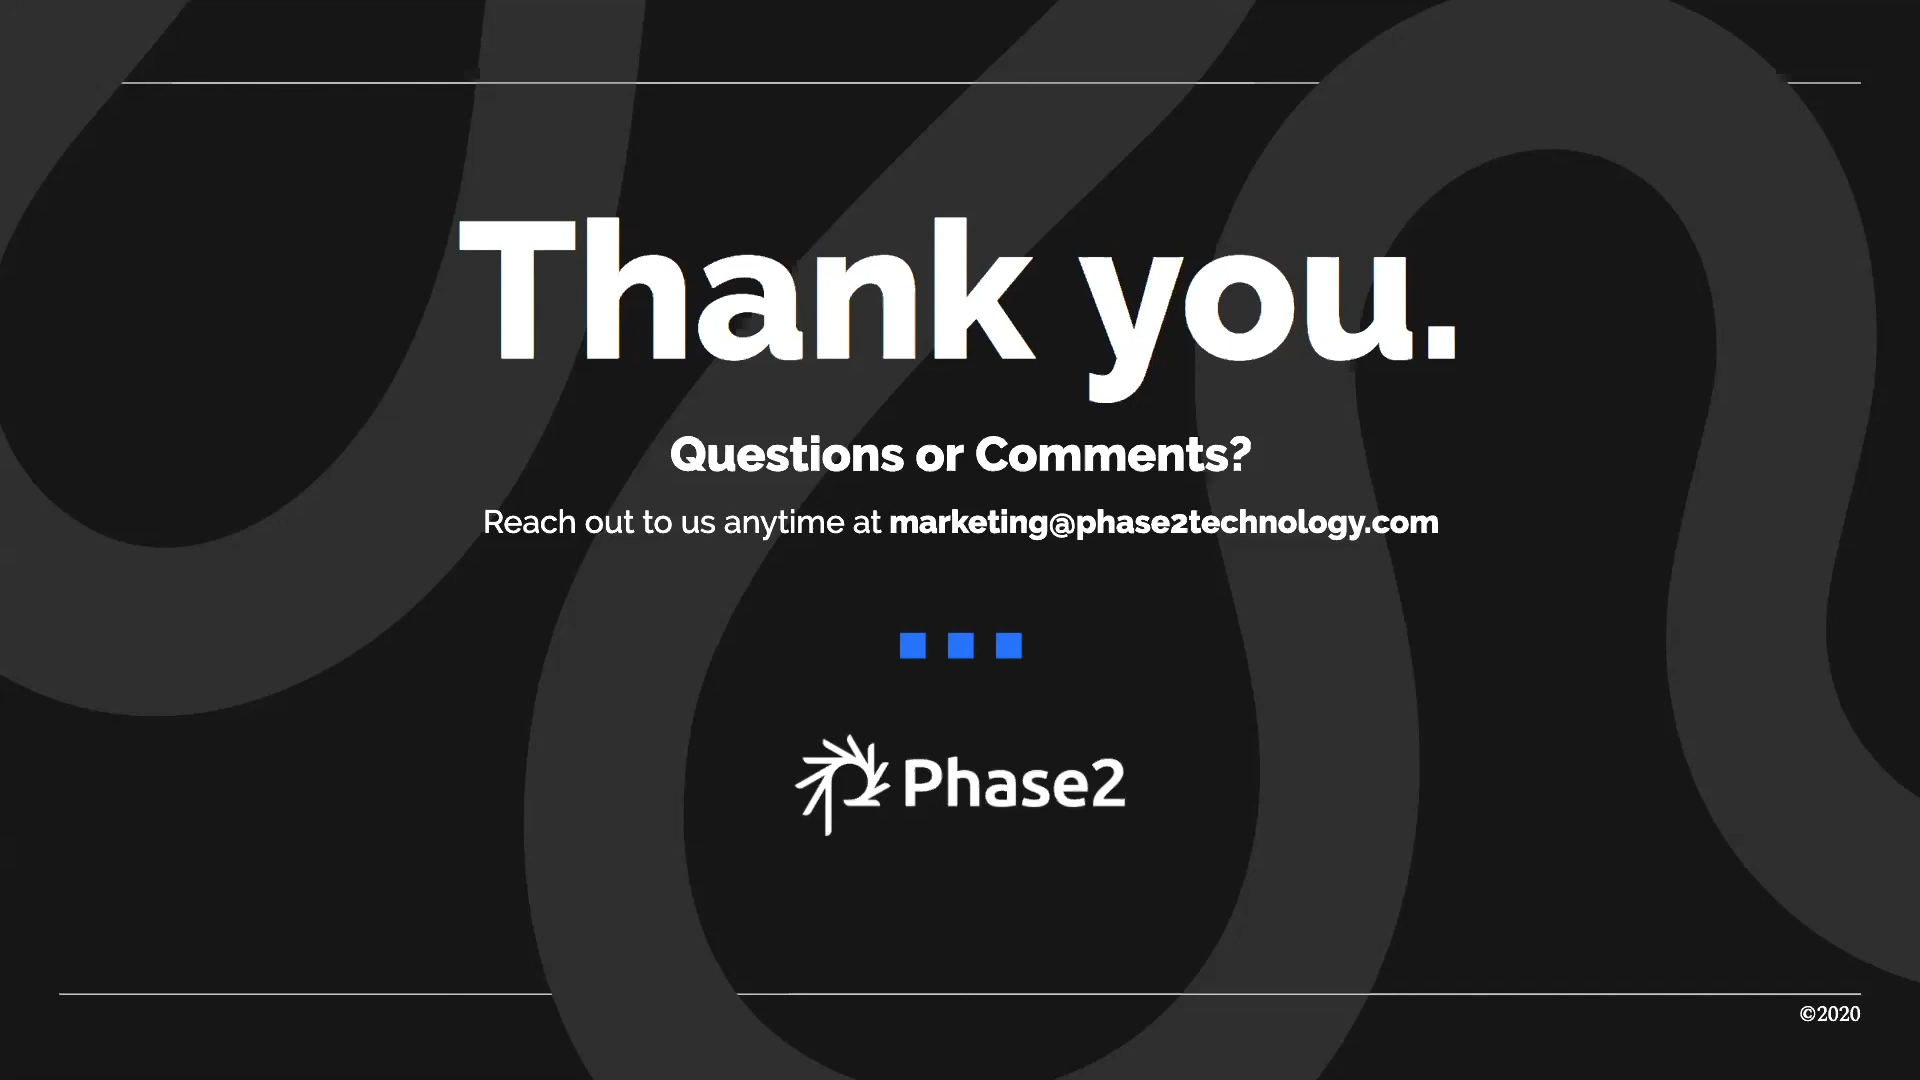 Thank you.
Questions or Comments?
Reach out to us anytime at marketing@phase2technology.com
Phase2
©2020